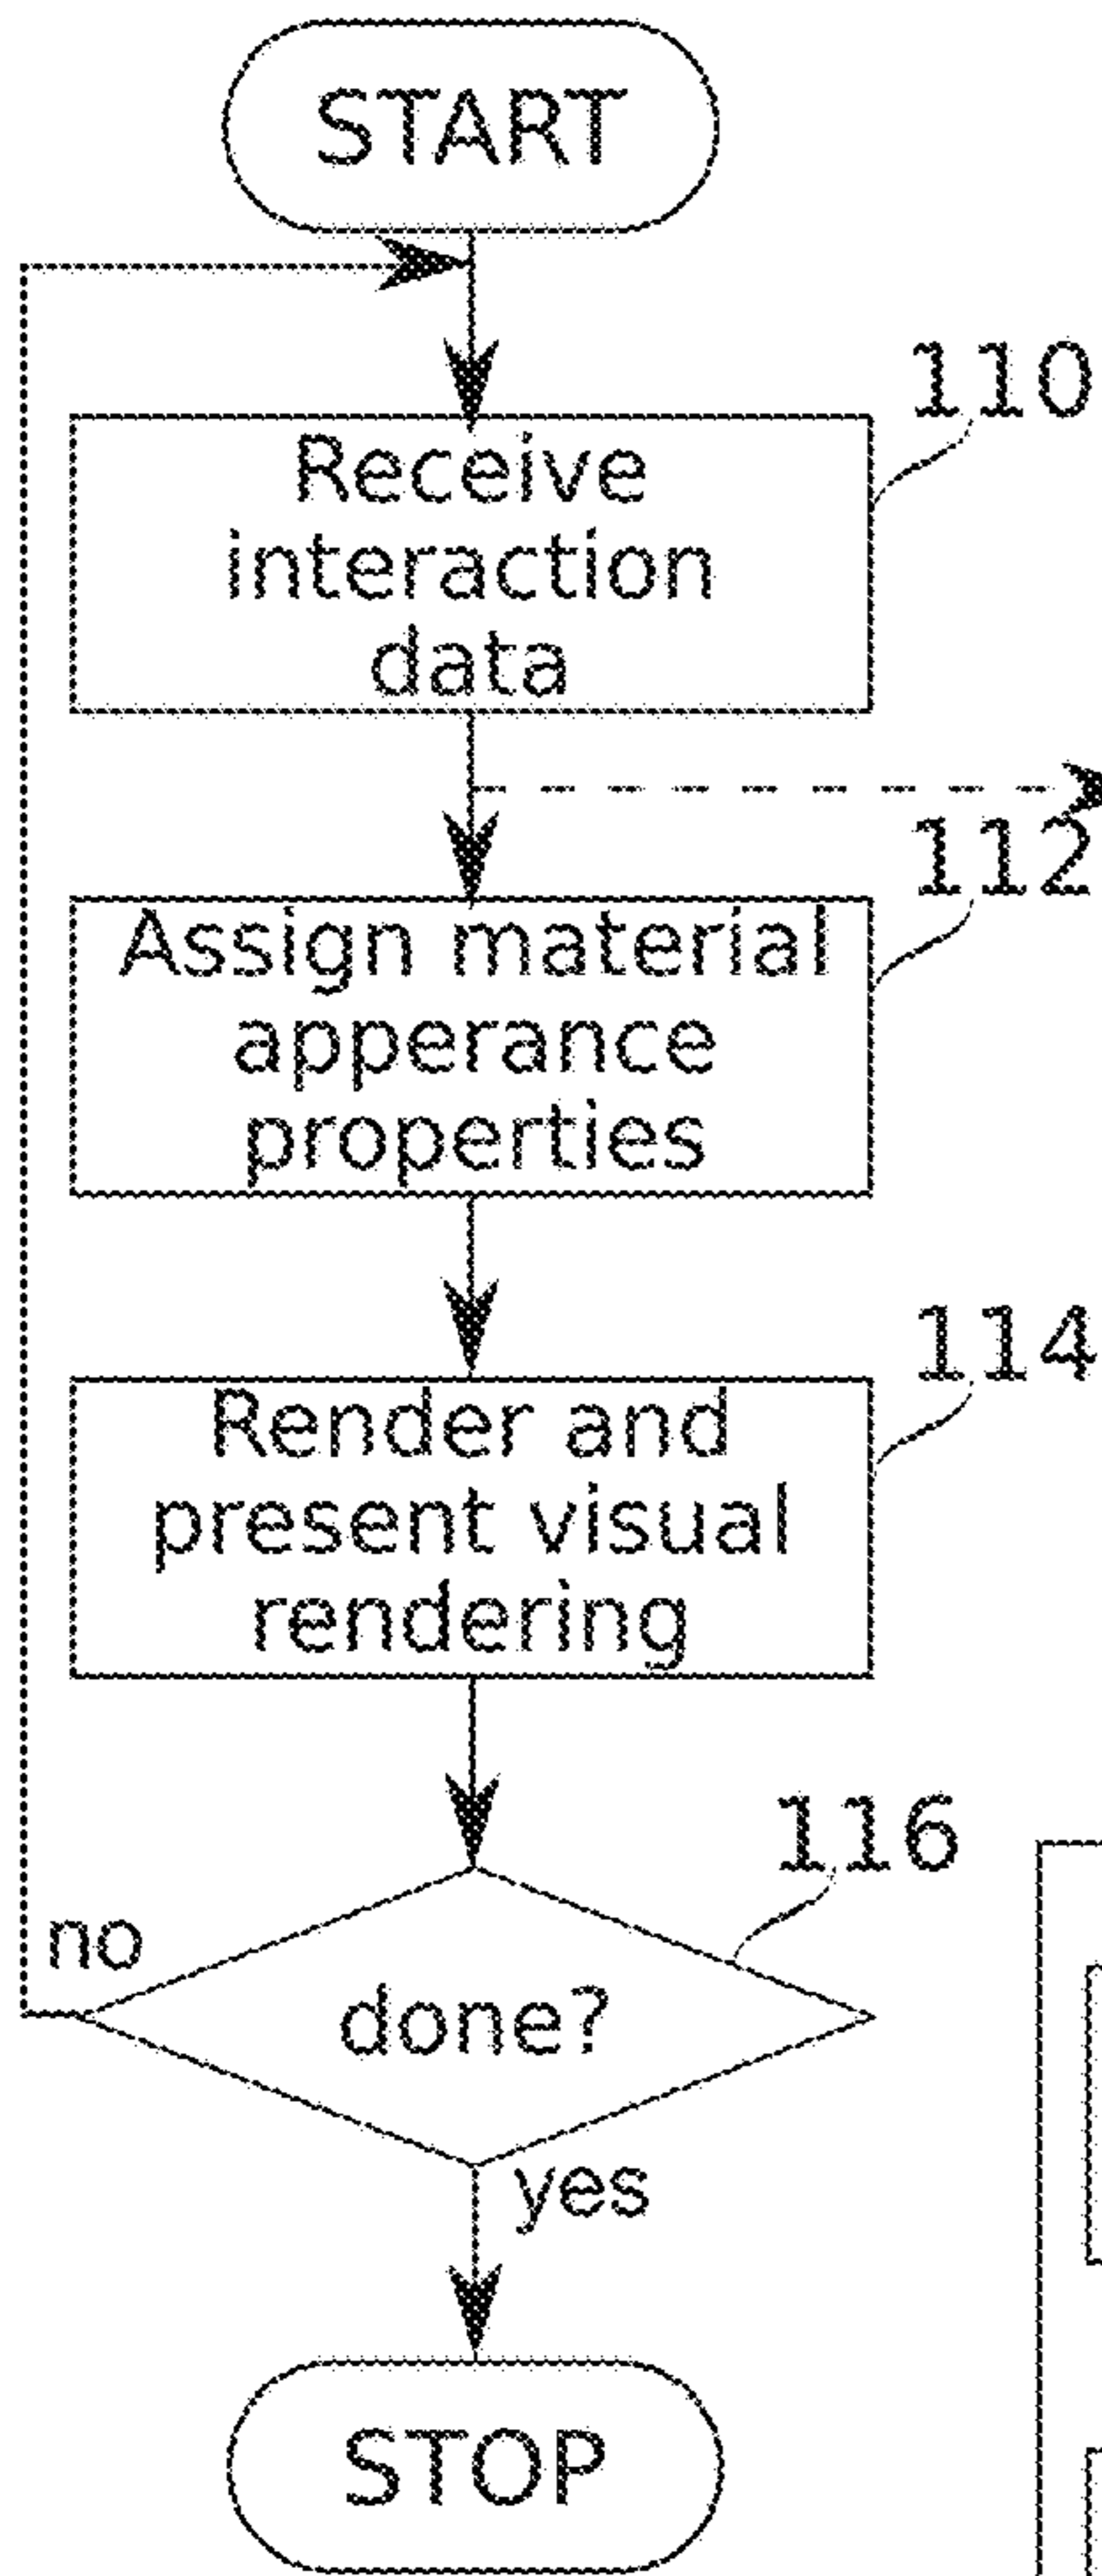 START
110
Receive
interaction
data
112
Assign material
apperance
properties
114
Render and
present visual
rendering
116
no
done?
yes
STOP